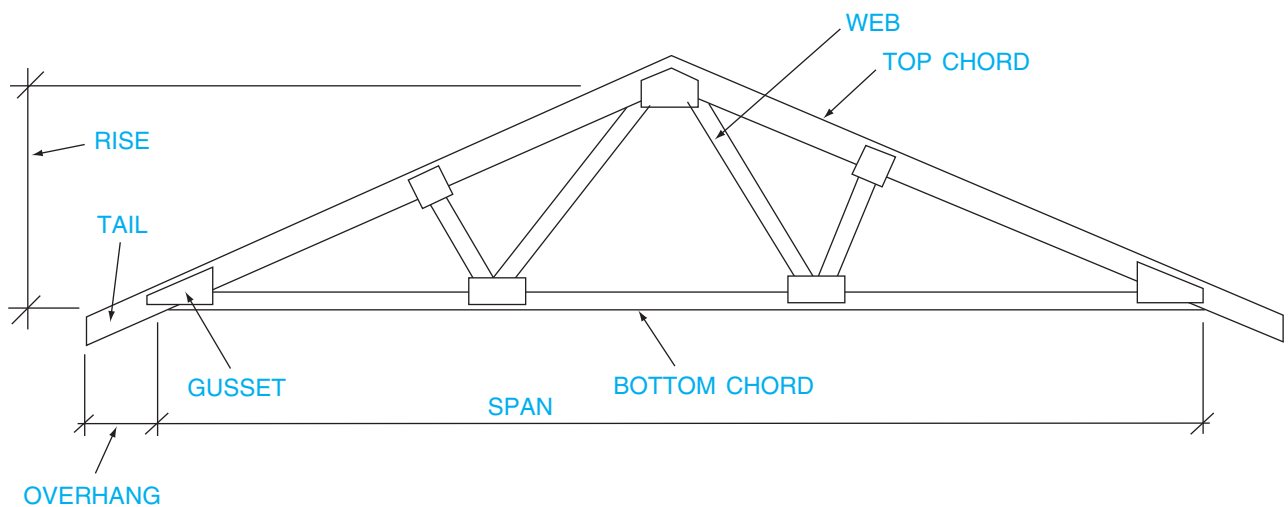 WEB
TOP CHORD
RISE
TAIL
GUSSET
BOTTOM CHORD
SPAN
OVERHANG